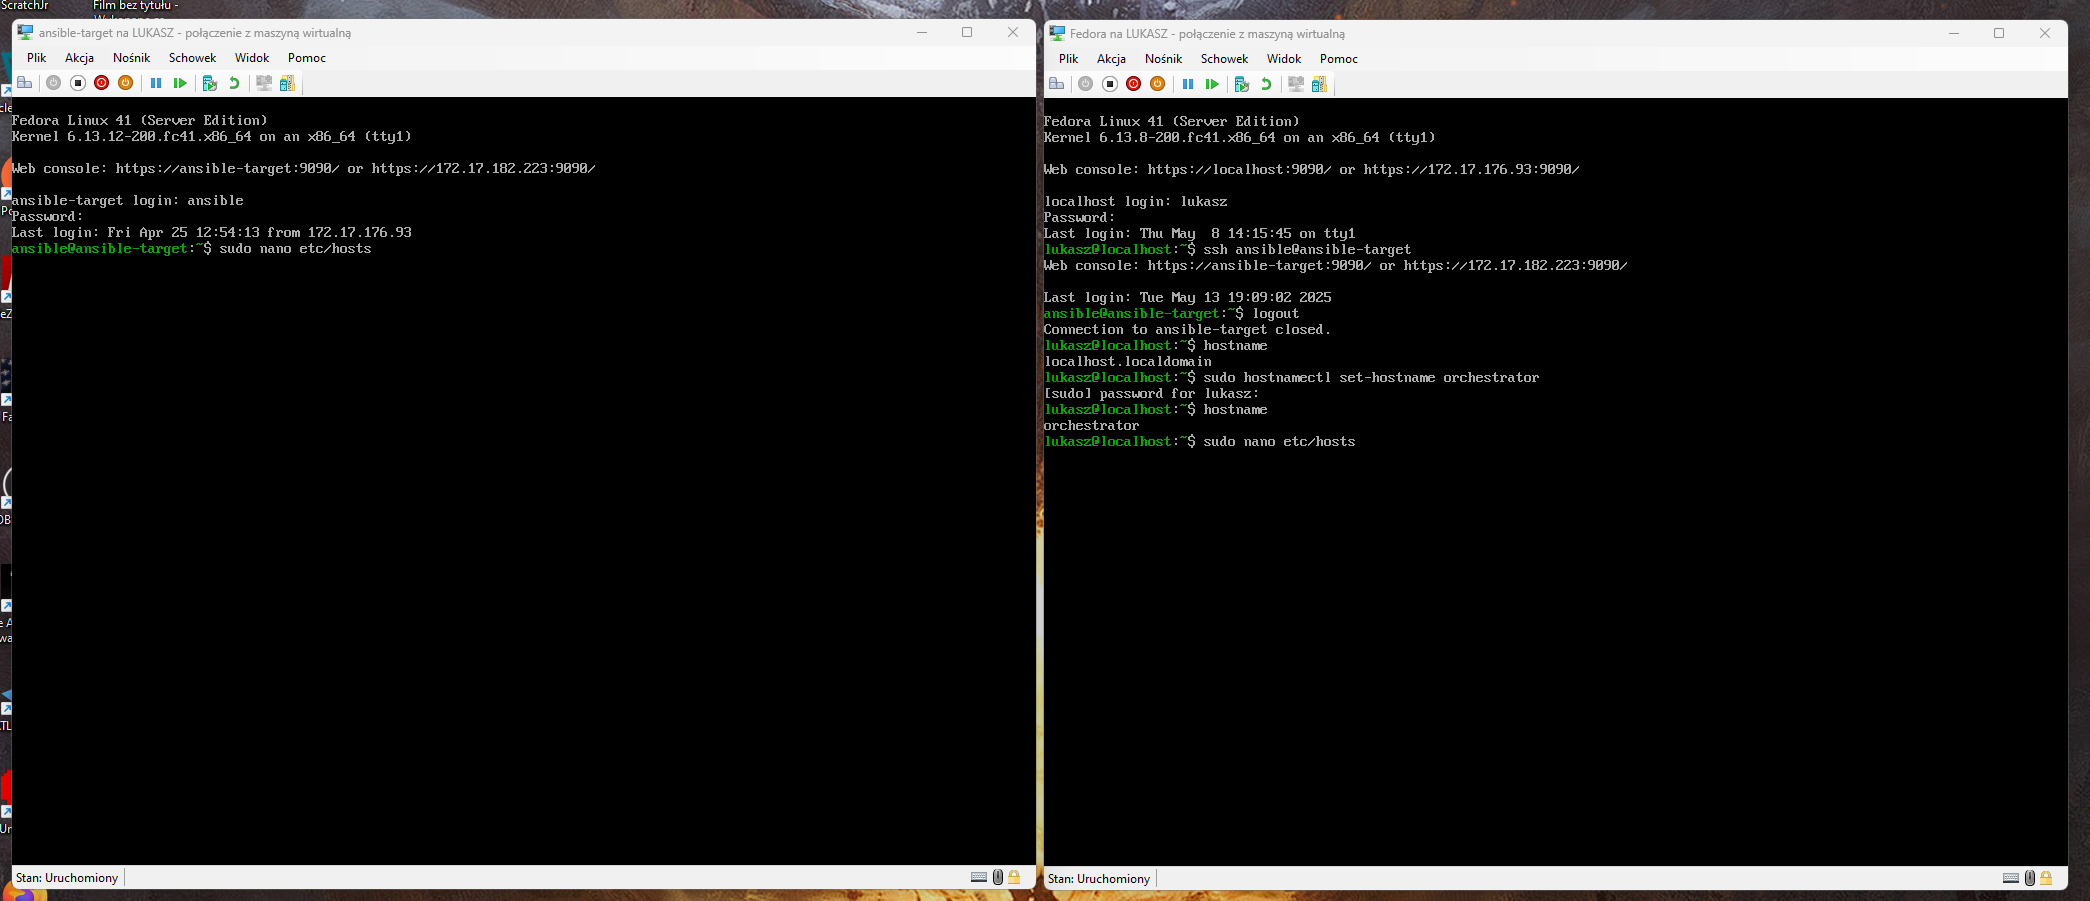 ScratchJr
Film bez tytułu -
ansible-target na LUKASZ - połączenie z maszyną wirtualną
Plik Akcja Nośnik Schowek Widok Pomoc
Fedora Linux 41 (Server Edition)
Kernel 6.13.12-200.fc41.x86_64 on an x86_64 (tty1)
Web console: https://ansible-target:9090/ or https://172.17.182.223:9090/
ansible-target login: ansible
Password:
Last login: Fri Apr 25 12:54:13 from 172.17.176.93
ansible@ansible-target:~$ sudo nano etc/hosts
Stan: Uruchomiony
Fedora na LUKASZ - połączenie z maszyną wirtualną
Plik Akcja Nośnik Schowek Widok Pomoc
Fedora Linux 41 (Server Edition)
Kernel 6.13.8-200.fc41.x86_64 on an x86_64 (tty1)
Web console: https://localhost:9090/ or https://172.17.176.93:9090/
localhost login: lukasz
Password:
Last login: Thu May  8 14:15:45 on tty1
lukasz@localhost:~$ ssh ansible@ansible-target
Web console: https://ansible-target:9090/ or https://172.17.182.223:9090/
Last login: Tue May 13 19:09:02 2025
ansible@ansible-target:~$ logout
Connection to ansible-target closed.
lukasz@localhost:~$ hostname
localhost.localdomain
lukasz@localhost:~$ sudo hostnamectl set-hostname orchestrator
[sudo] password for lukasz:
lukasz@localhost:~$ hostname
orchestrator
lukasz@localhost:~$ sudo nano etc/hosts
Stan: Uruchomiony